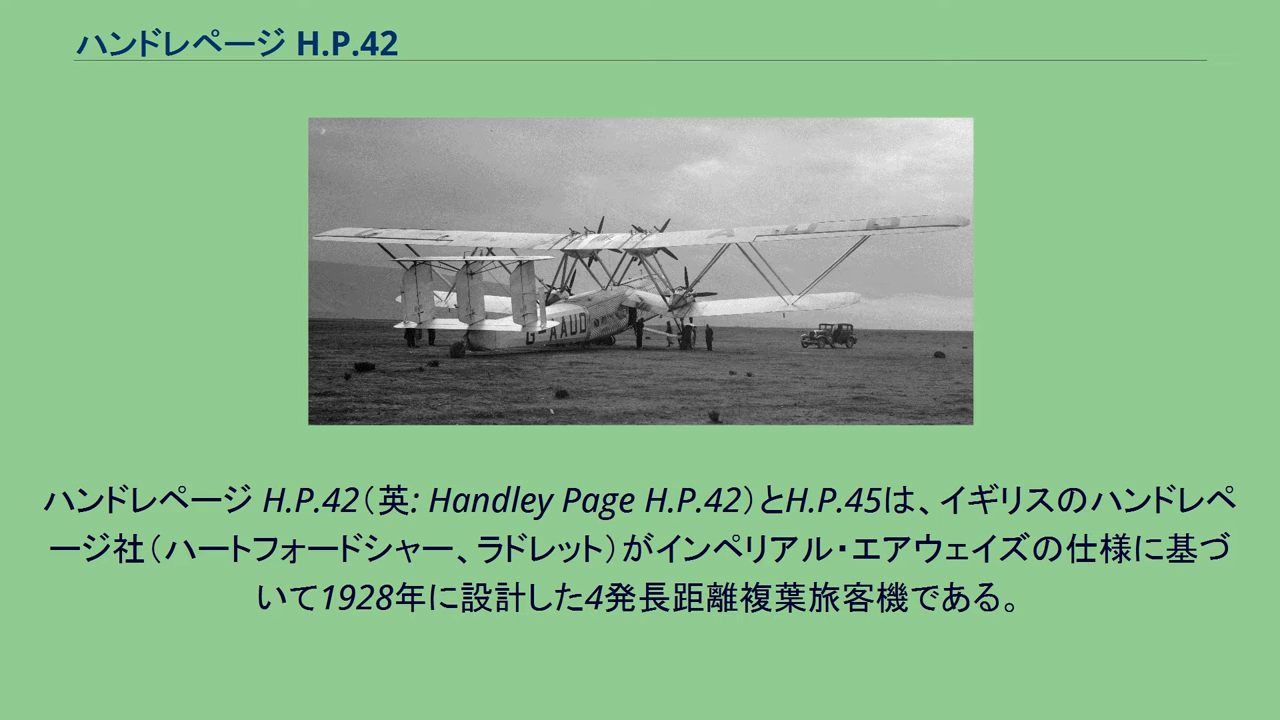 ハンドレページ H.P.42
G-AAUD
ハンドレページ H.P.42（英: Handley Page H.P.42）とH.P.45は、イギリスのハンドレペ
ージ社（ハートフォードシャー、ラドレット）がインペリアル・エアウェイズの仕様に基づ
いて1928年に設計した4発長距離複葉旅客機である。